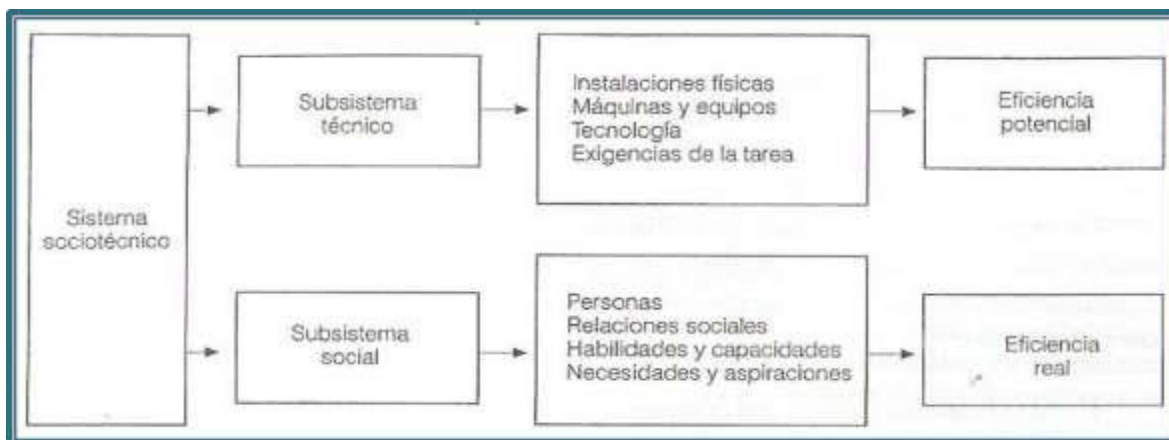 Sistema
sociotécnico
Subsistema
técnico
Instalaciones físicas
Máquinas y equipos
Tecnología
Exigencias de la tarea
Eficiencia
potencial
Subsistema
social
Personas
Relaciones sociales
Habilidades y capacidades
Necesidades y aspiraciones
Eficiencia
real